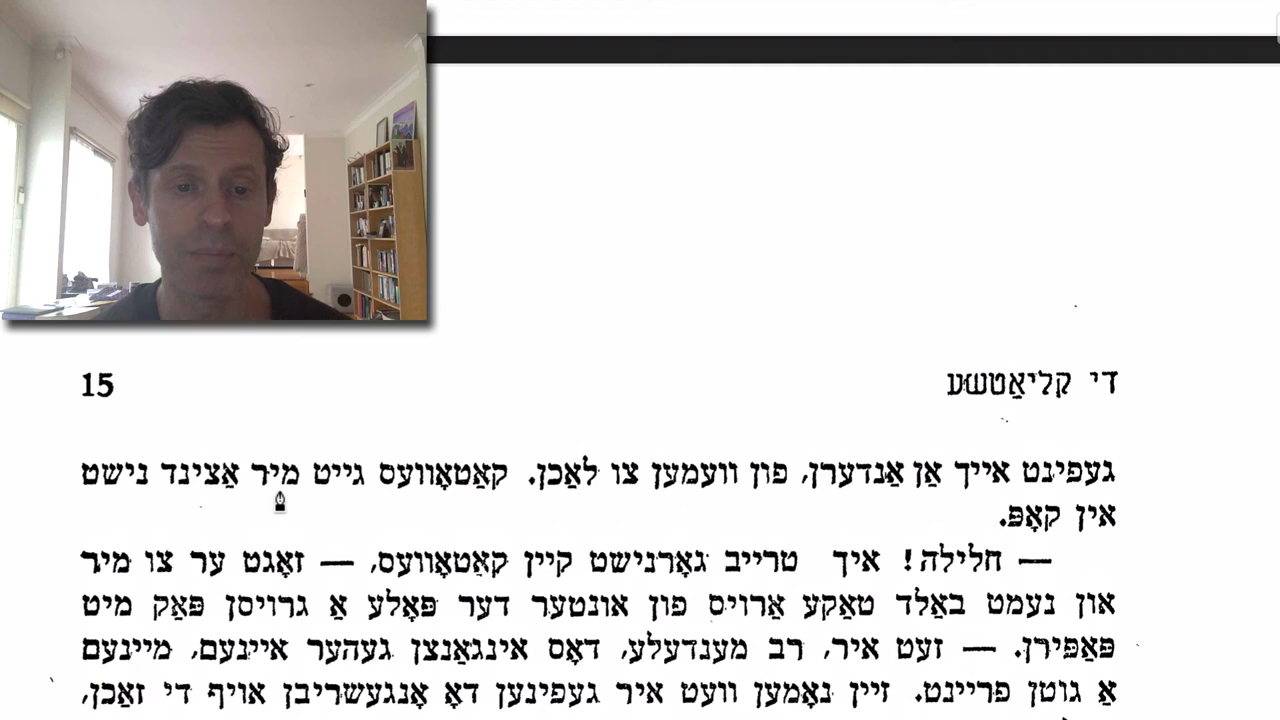 די קליאַטשע 15
געפינט אייך אַן אַנדערן, פון וועמען צו לאַכן. קאַטאָוועס גייט מיר אַצינד נישט
אין קאָפּ.
— חלילה! איך טרייב גאָרנישט קיין קאַטאָוועס, — זאָגט ער צו מיר
און נעמט באַלד טאַקע אַרויס פון אונטער דער פּאָלע אַ גרויסן פּאַק מיט
פּאַפּירן. — זעט איר, רב מענדעלע, דאָס אינגאַנצן געהער איינעם, מיינעם
אַ גוטן פריינט. זיין נאָמען וועט איר געפינען דאָ אָנגעשריבן אויף די זאַכן,